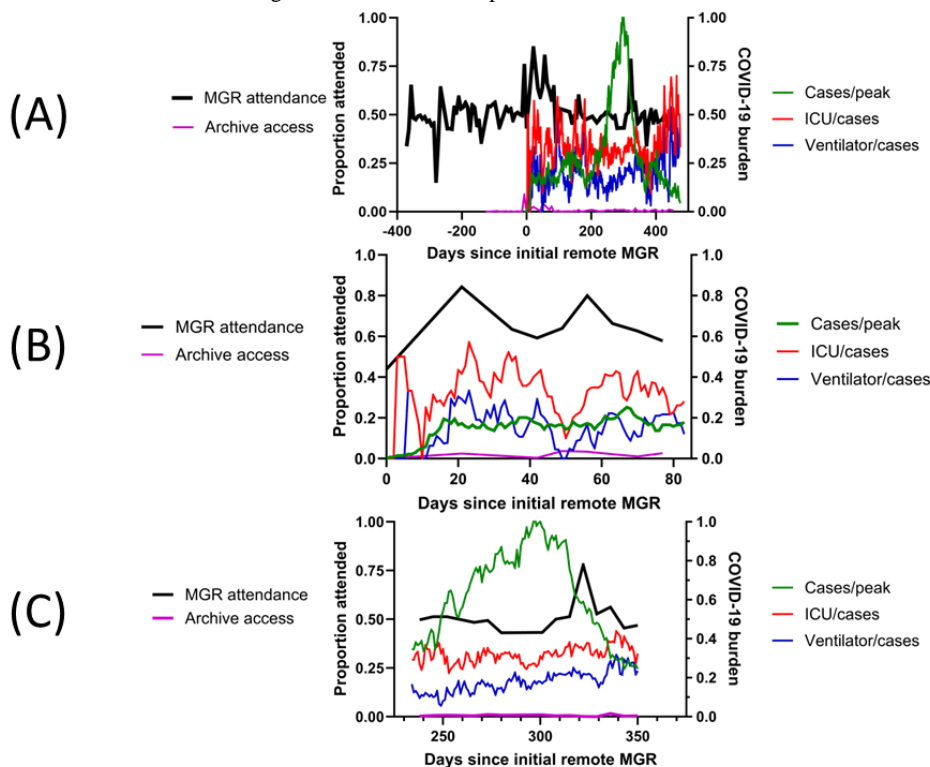 (A)
MGR attendance
Archive access
Proportion attended
1.00
0.75
0.50
0.25
0.00
-400 -200 0 200 400
Days since initial remote MGR
1.00
0.75
0.50
0.25
0.00
COVID-19 burden
Cases/peak
ICU/cases
Ventilator/cases
(B)
MGR attendance
Archive access
Proportion attended
1.0
0.8
0.6
0.4
0.2
0.0
0 20 40 60 80
Days since initial remote MGR
1.0
0.8
0.6
0.4
0.2
0.0
COVID-19 burden
Cases/peak
ICU/cases
Ventilator/cases
(C)
MGR attendance
Archive access
Proportion attended
1.00
0.75
0.50
0.25
0.00
250 300 350
Days since initial remote MGR
1.0
0.8
0.6
0.4
0.2
0.0
COVID-19 burden
Cases/peak
ICU/cases
Ventilator/cases